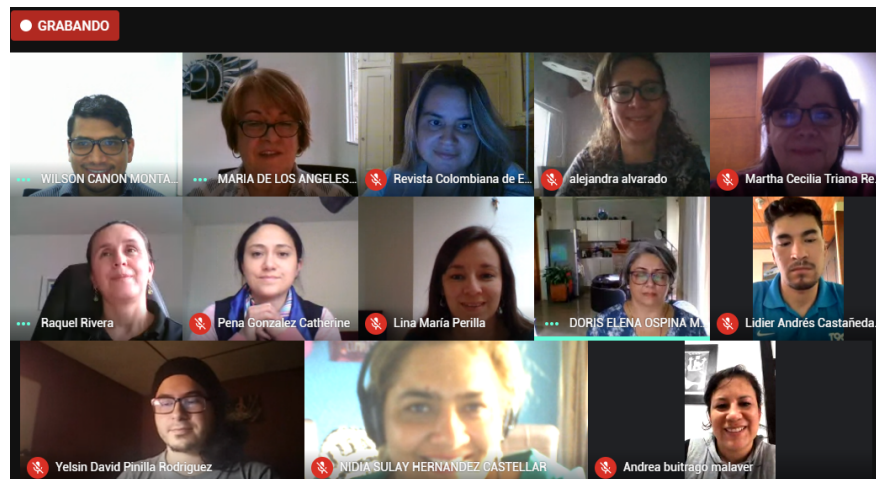 GRABANDO
WILSON CANON MONTA...
MARIA DE LOS ANGELES...
Revista Colombiana de E...
alejandra alvarado
Martha Cecilia Triana Re...
Raquel Rivera
Pena Gonzalez Catherine
Lina María Perilla
DORIS ELENA OSPINA M...
Lidier Andrés Castañeda...
Yelsin David Pinilla Rodriguez
NIDIA SULAY HERNANDEZ CASTELLAR
Andrea buitrago malaver